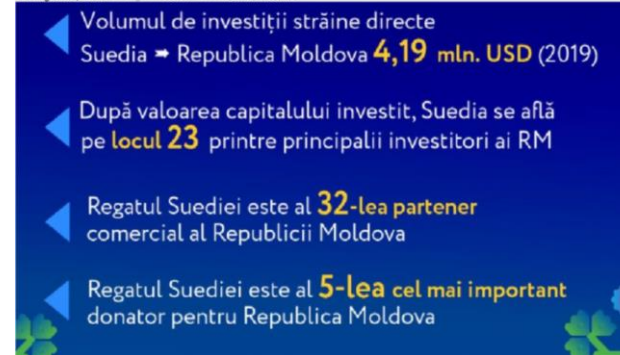 Volumul de investiții străine directe
Suedia ➨ Republica Moldova 4,19 mln. USD (2019)
După valoarea capitalului investit, Suedia se află
pe locul 23 printre principalii investitori ai RM
Regatul Suediei este al 32-lea partener
comercial al Republicii Moldova
Regatul Suediei este al 5-lea cel mai important
donator pentru Republica Moldova